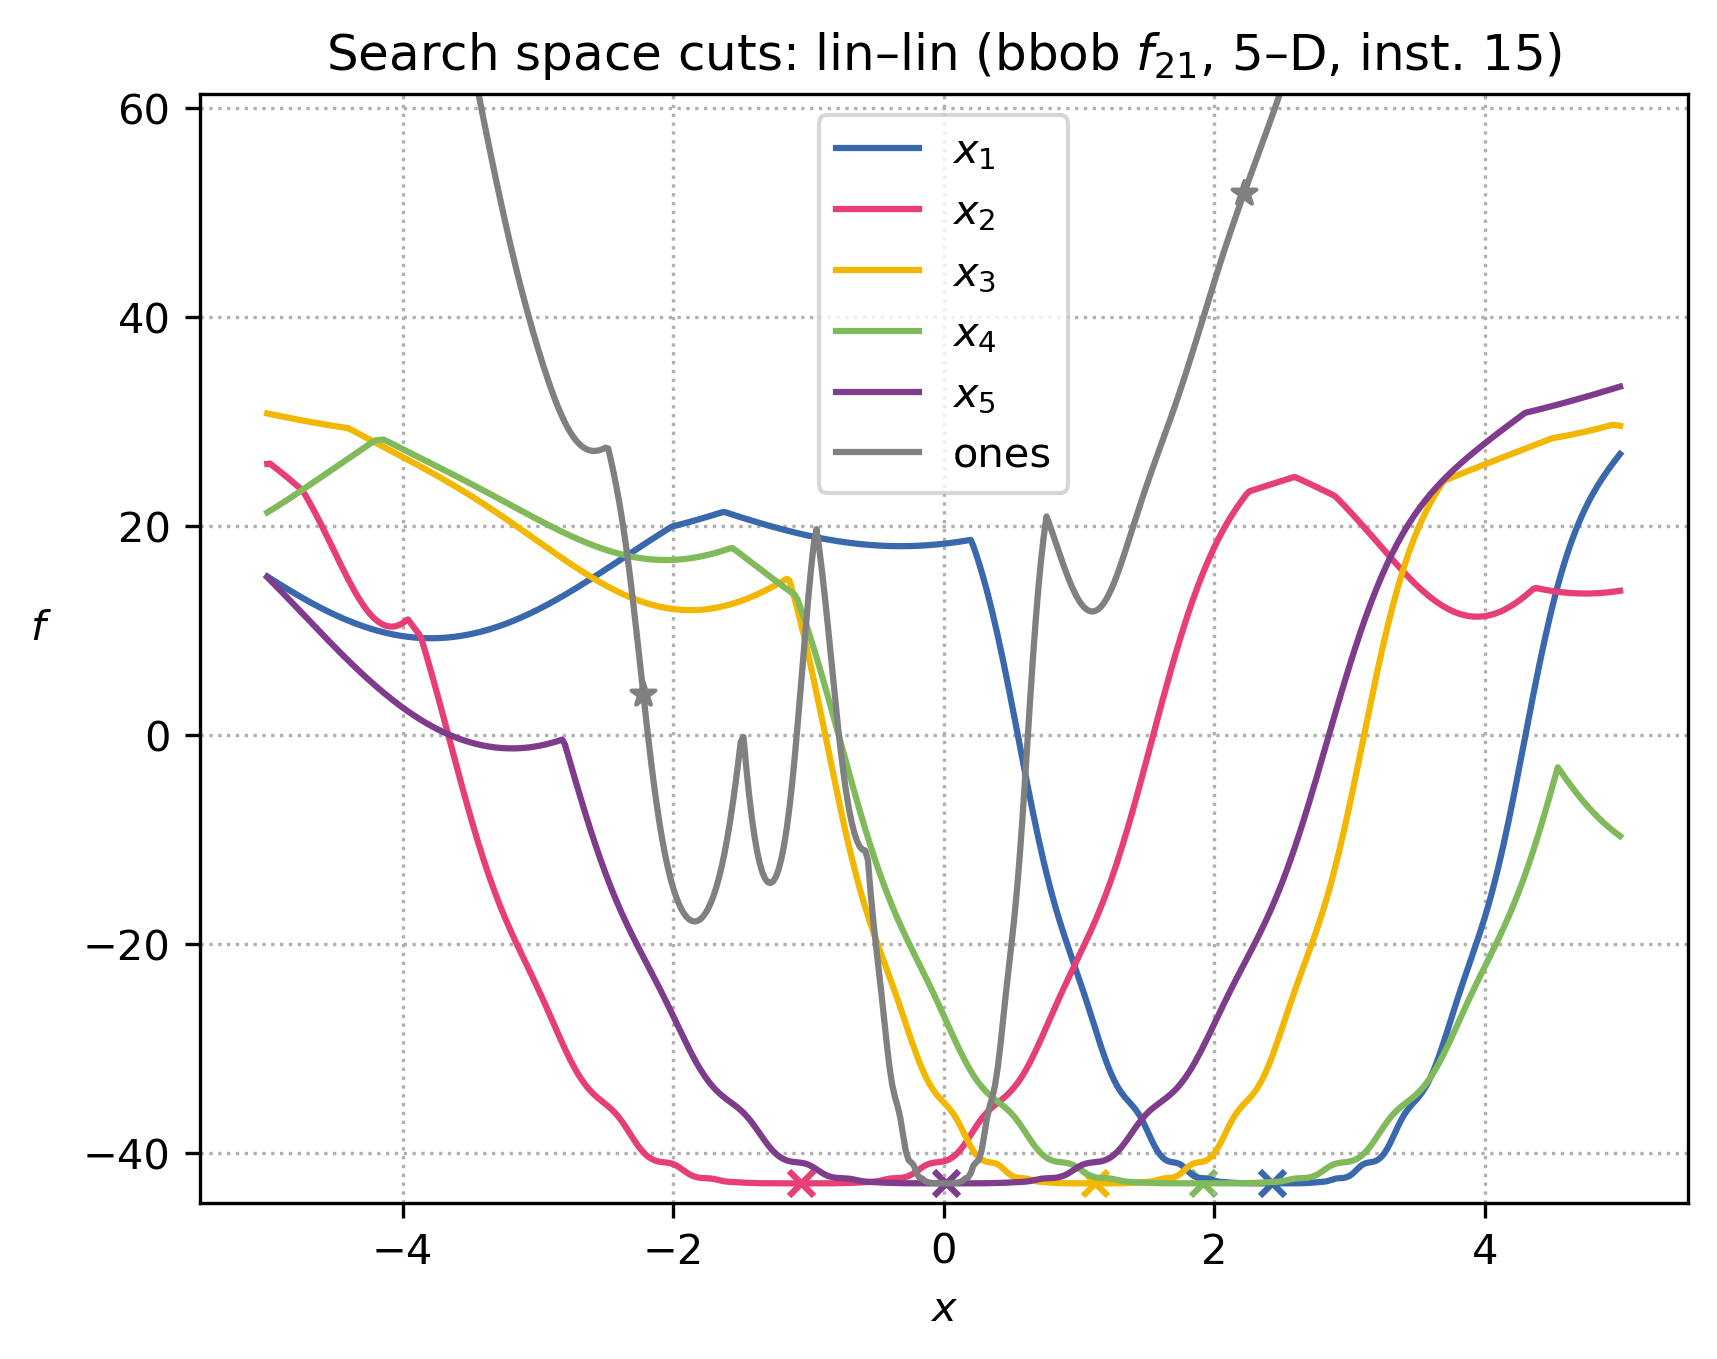 Search space cuts: lin–lin (bbob f21, 5–D, inst. 15)
60
40
20
0
−20
−40
f
x1
x2
x3
x4
x5
ones
−4
−2
0
2
4
x